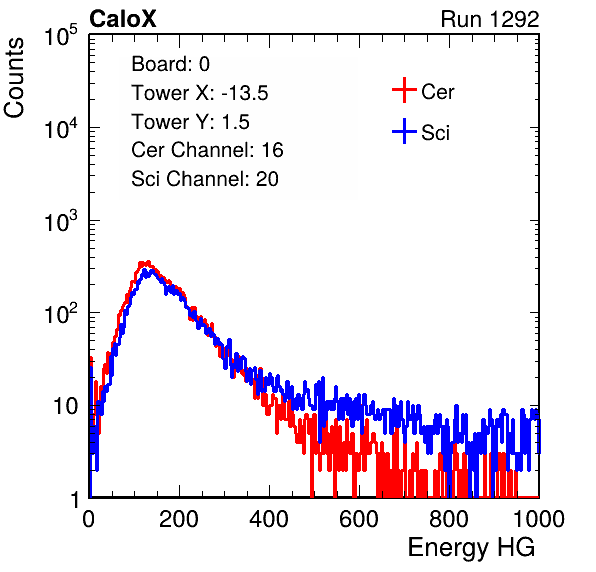 CaloX Run 1292
Counts
Board: 0
Tower X: -13.5
Tower Y: 1.5
Cer Channel: 16
Sci Channel: 20
Cer
Sci
10^5
10^4
10^3
10^2
10
1
0 200 400 600 800 1000
Energy HG